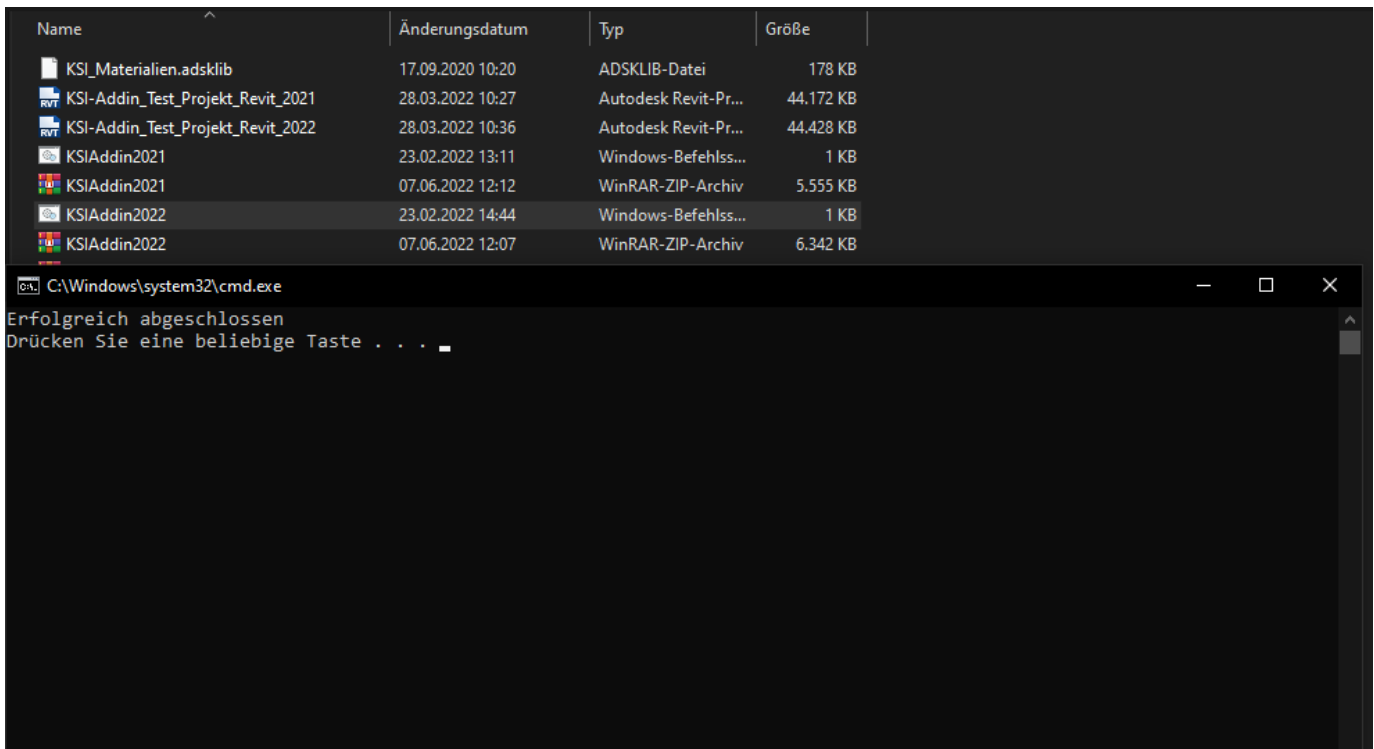 Name Änderungsdatum Typ Größe
KSI_Materialien.adsklib 17.09.2020 10:20 ADSKLIB-Datei 178 KB
RVT KSI-Addin_Test_Projekt_Revit_2021 28.03.2022 10:27 Autodesk Revit-Pr... 44.172 KB
RVT KSI-Addin_Test_Projekt_Revit_2022 28.03.2022 10:36 Autodesk Revit-Pr... 44.428 KB
KSIAddin2021 23.02.2022 13:11 Windows-Befehlss... 1 KB
KSIAddin2021 07.06.2022 12:12 WinRAR-ZIP-Archiv 5.555 KB
KSIAddin2022 23.02.2022 14:44 Windows-Befehlss... 1 KB
KSIAddin2022 07.06.2022 12:07 WinRAR-ZIP-Archiv 6.342 KB
C:\Windows\system32\cmd.exe
Erfolgreich abgeschlossen
Drücken Sie eine beliebige Taste . . .